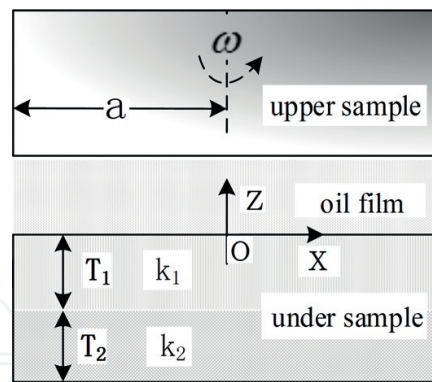 ω
a
upper sample
Z
oil film
O
X
T₁
k₁
under sample
T₂
k₂